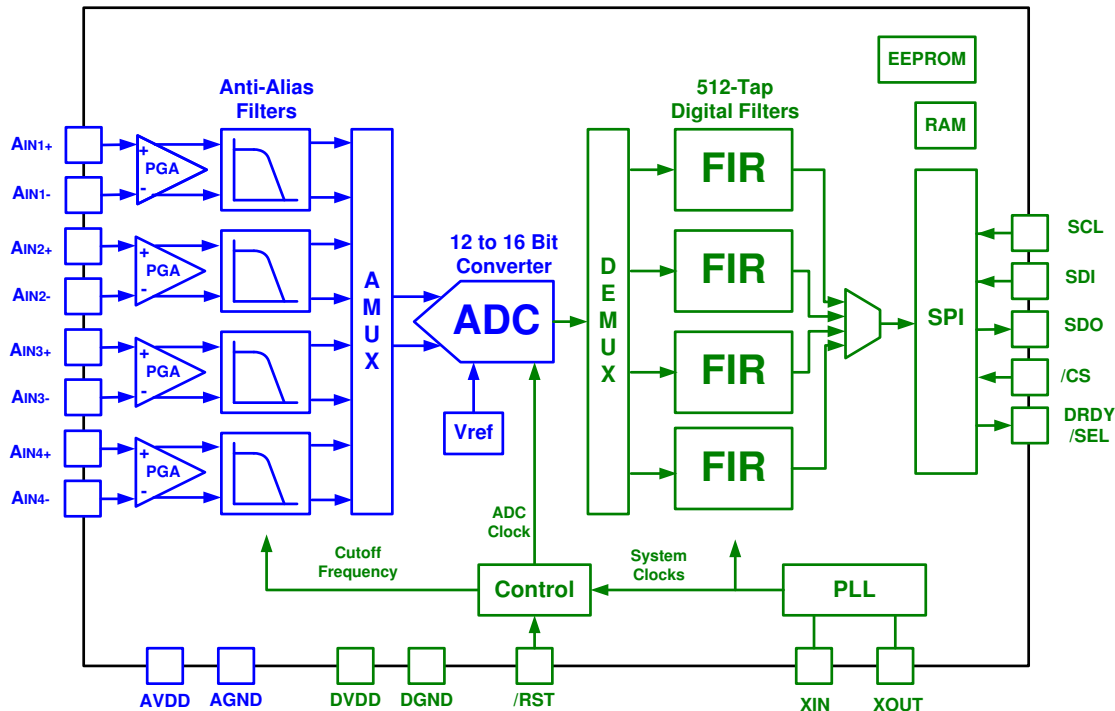 EEPROM
RAM
Anti-Alias
Filters
512-Tap
Digital Filters
AIN1+
AIN1-
AIN2+
AIN2-
AIN3+
AIN3-
AIN4+
AIN4-
+
PGA
-
+
PGA
-
+
PGA
-
+
PGA
-
AMUX
12 to 16 Bit
Converter
ADC
Vref
DEMUX
FIR
FIR
FIR
FIR
SPI
SCL
SDI
SDO
/CS
DRDY
/SEL
ADC
Clock
Cutoff
Frequency
System
Clocks
Control
PLL
AVDD
AGND
DVDD
DGND
/RST
XIN
XOUT